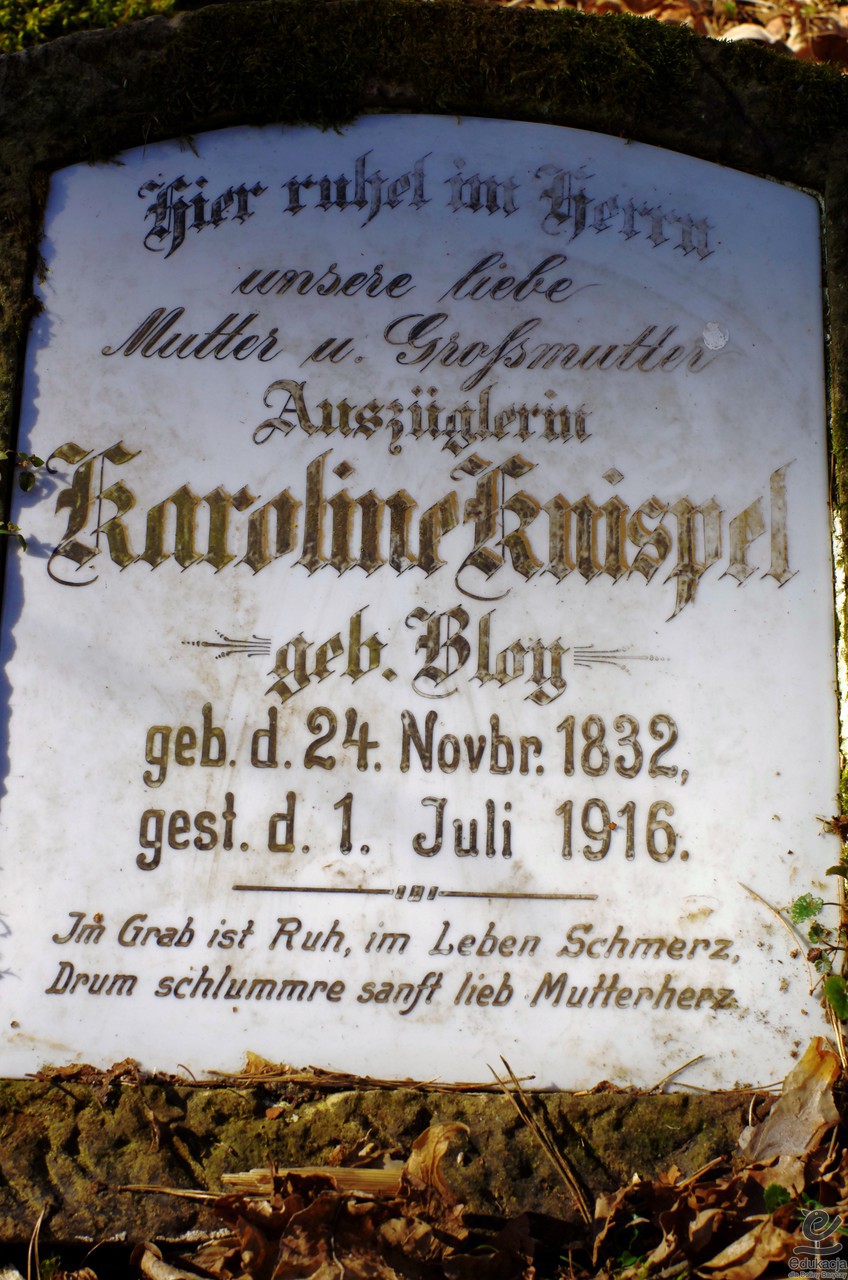 Hier ruhet im Herrn
unsere liebe
Mutter u. Grossmutter
Auszüglerin
Karoline Knispel
geb. Bloy
geb. d. 24. Novbr. 1832,
gest. d. 1. Juli 1916.
Im Grab ist Ruh, im Leben Schmerz,
Drum schlummre sanft lieb Mutterherz.
edukacja